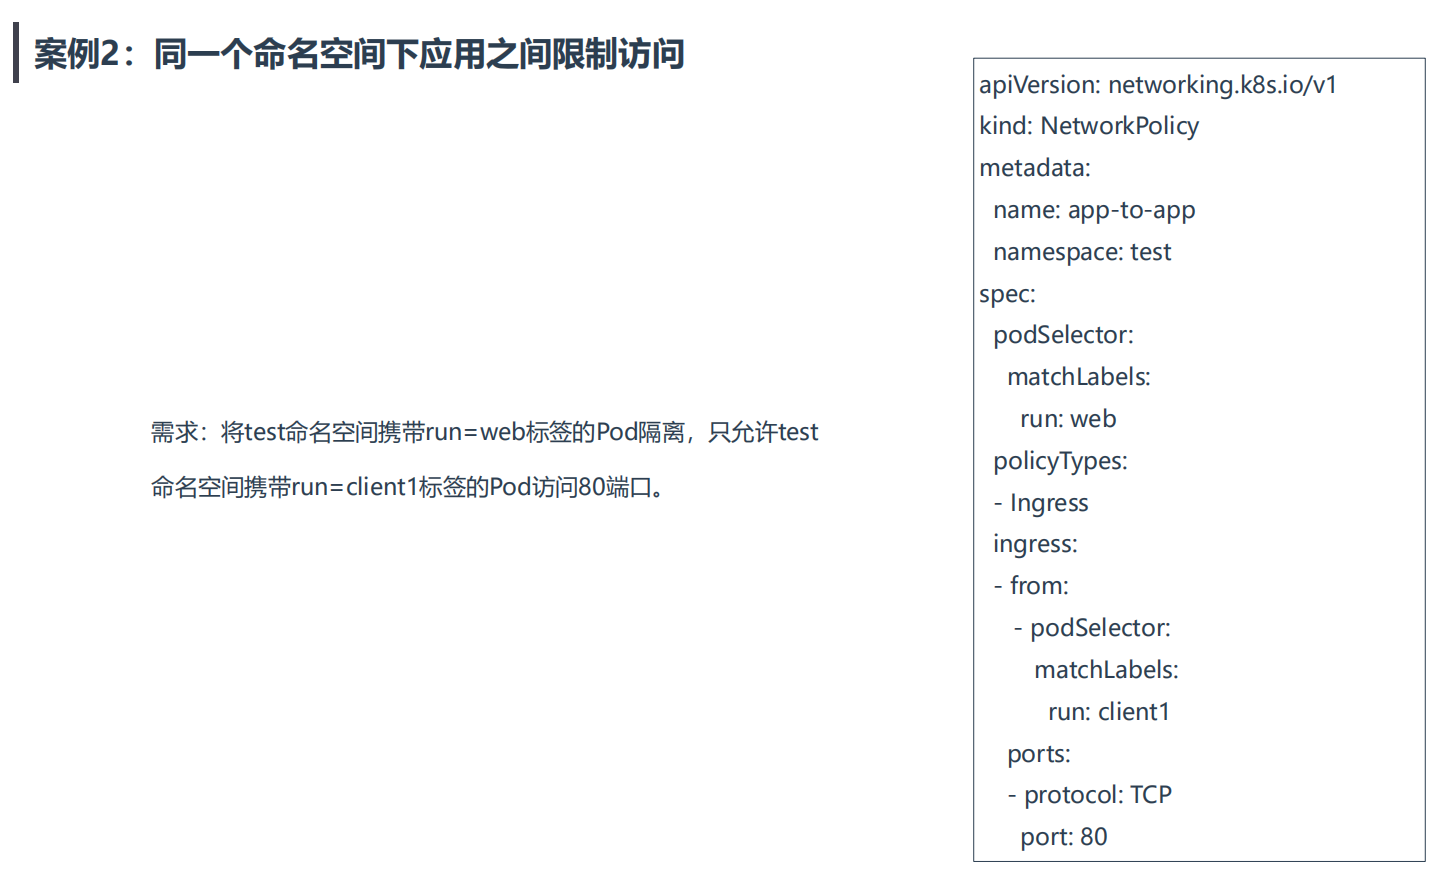 案例2：同一个命名空间下应用之间限制访问
需求：将test命名空间携带run=web标签的Pod隔离，只允许test
命名空间携带run=client1标签的Pod访问80端口。
apiVersion: networking.k8s.io/v1
kind: NetworkPolicy
metadata:
  name: app-to-app
  namespace: test
spec:
  podSelector:
    matchLabels:
      run: web
  policyTypes:
  - Ingress
  ingress:
  - from:
     - podSelector:
        matchLabels:
          run: client1
    ports:
    - protocol: TCP
      port: 80